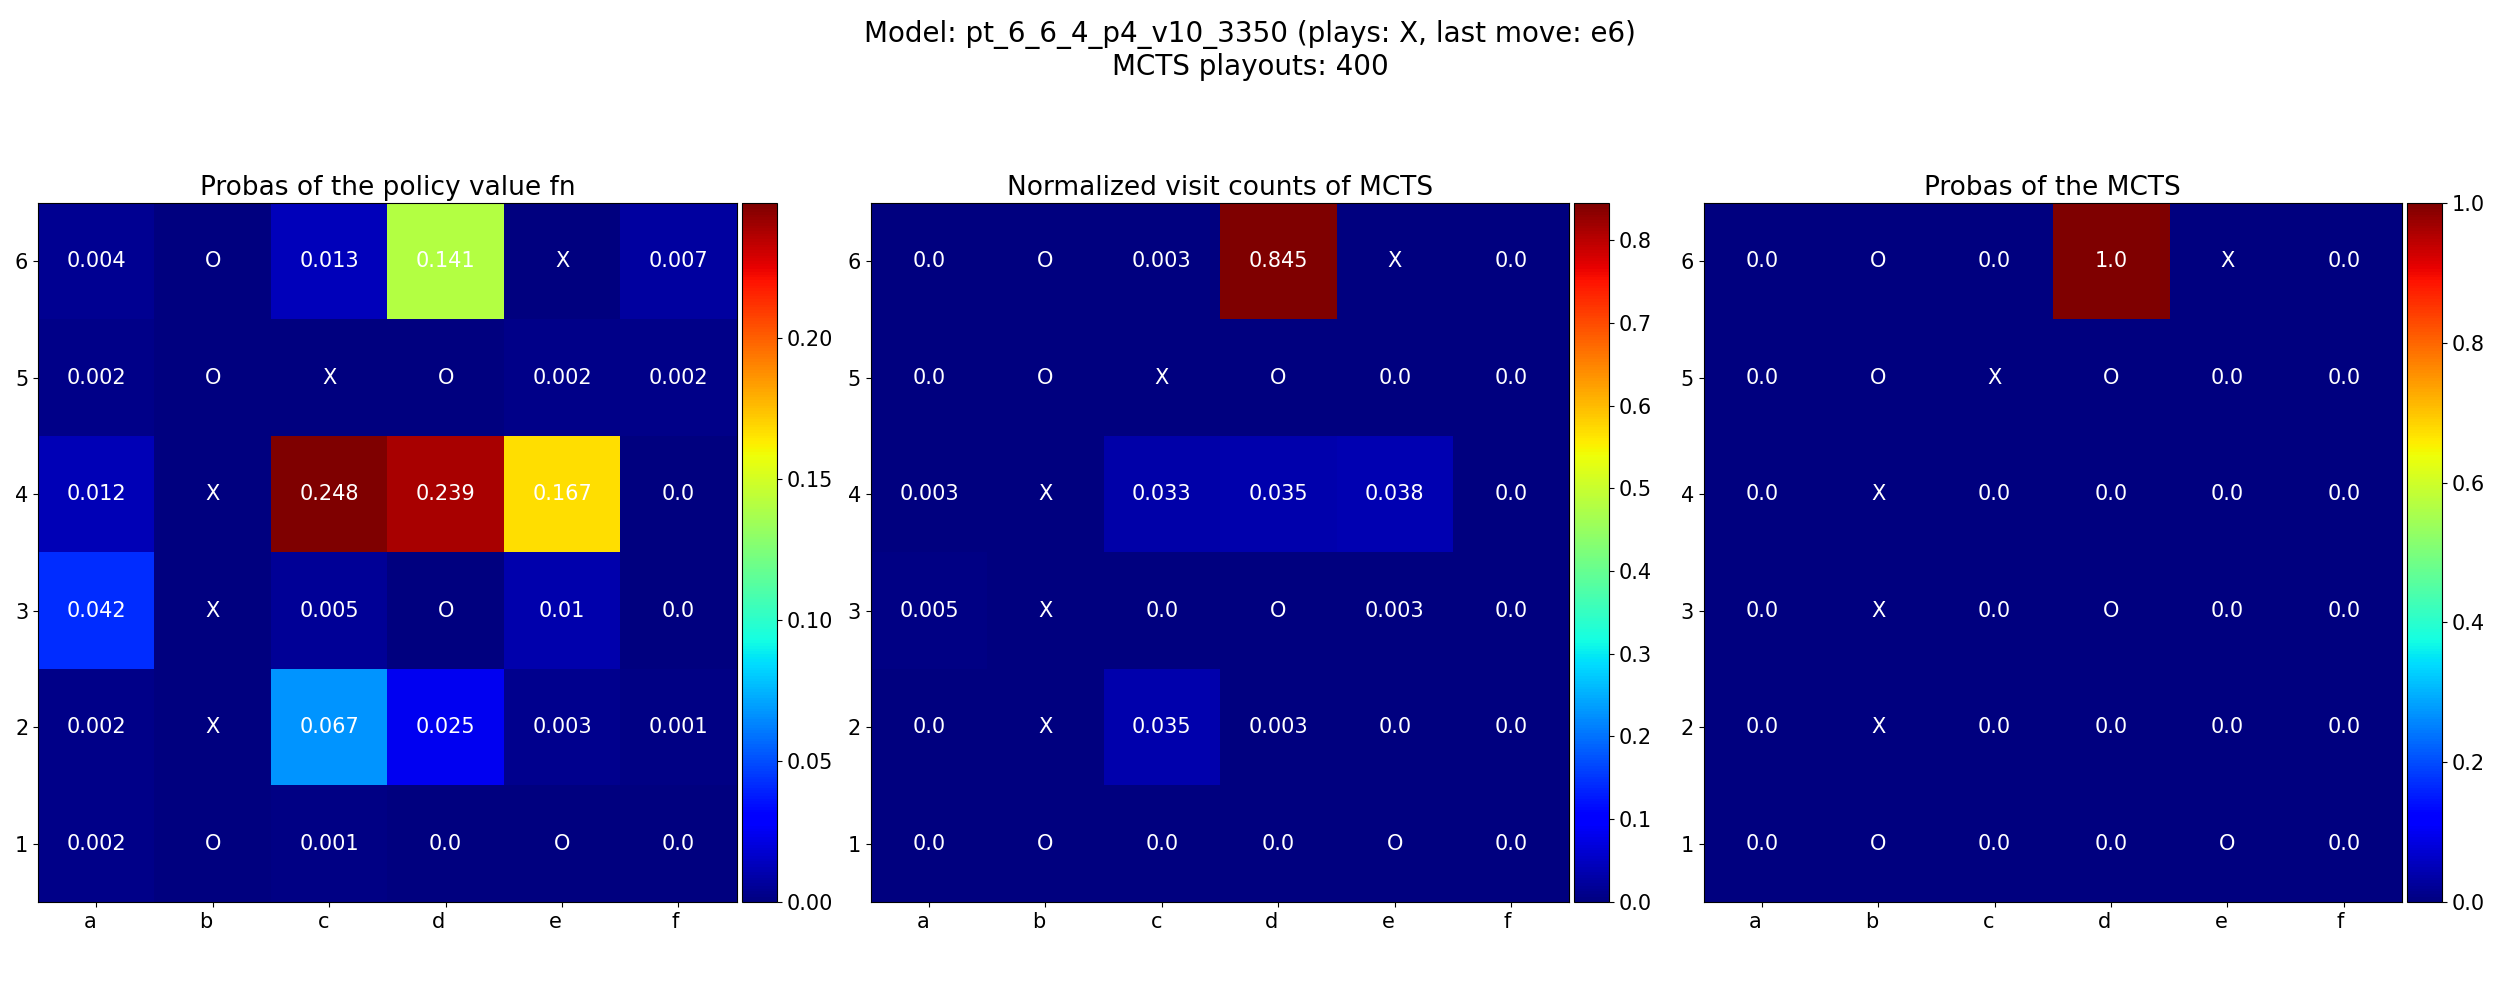 Model: pt_6_6_4_p4_v10_3350 (plays: X, last move: e6)
MCTS playouts: 400
Probas of the policy value fn
6 0.004 O 0.013 0.141 X 0.007
5 0.002 O X O 0.002 0.002
4 0.012 X 0.248 0.239 0.167 0.0
3 0.042 X 0.005 O 0.01 0.0
2 0.002 X 0.067 0.025 0.003 0.001
1 0.002 O 0.001 0.0 O 0.0
a b c d e f
0.20
0.15
0.10
0.05
0.00
Normalized visit counts of MCTS
6 0.0 O 0.003 0.845 X 0.0
5 0.0 O X O 0.0 0.0
4 0.003 X 0.033 0.035 0.038 0.0
3 0.005 X 0.0 O 0.003 0.0
2 0.0 X 0.035 0.003 0.0 0.0
1 0.0 O 0.0 0.0 O 0.0
a b c d e f
0.8
0.7
0.6
0.5
0.4
0.3
0.2
0.1
0.0
Probas of the MCTS
6 0.0 O 0.0 1.0 X 0.0
5 0.0 O X O 0.0 0.0
4 0.0 X 0.0 0.0 0.0 0.0
3 0.0 X 0.0 O 0.0 0.0
2 0.0 X 0.0 0.0 0.0 0.0
1 0.0 O 0.0 0.0 O 0.0
a b c d e f
1.0
0.8
0.6
0.4
0.2
0.0